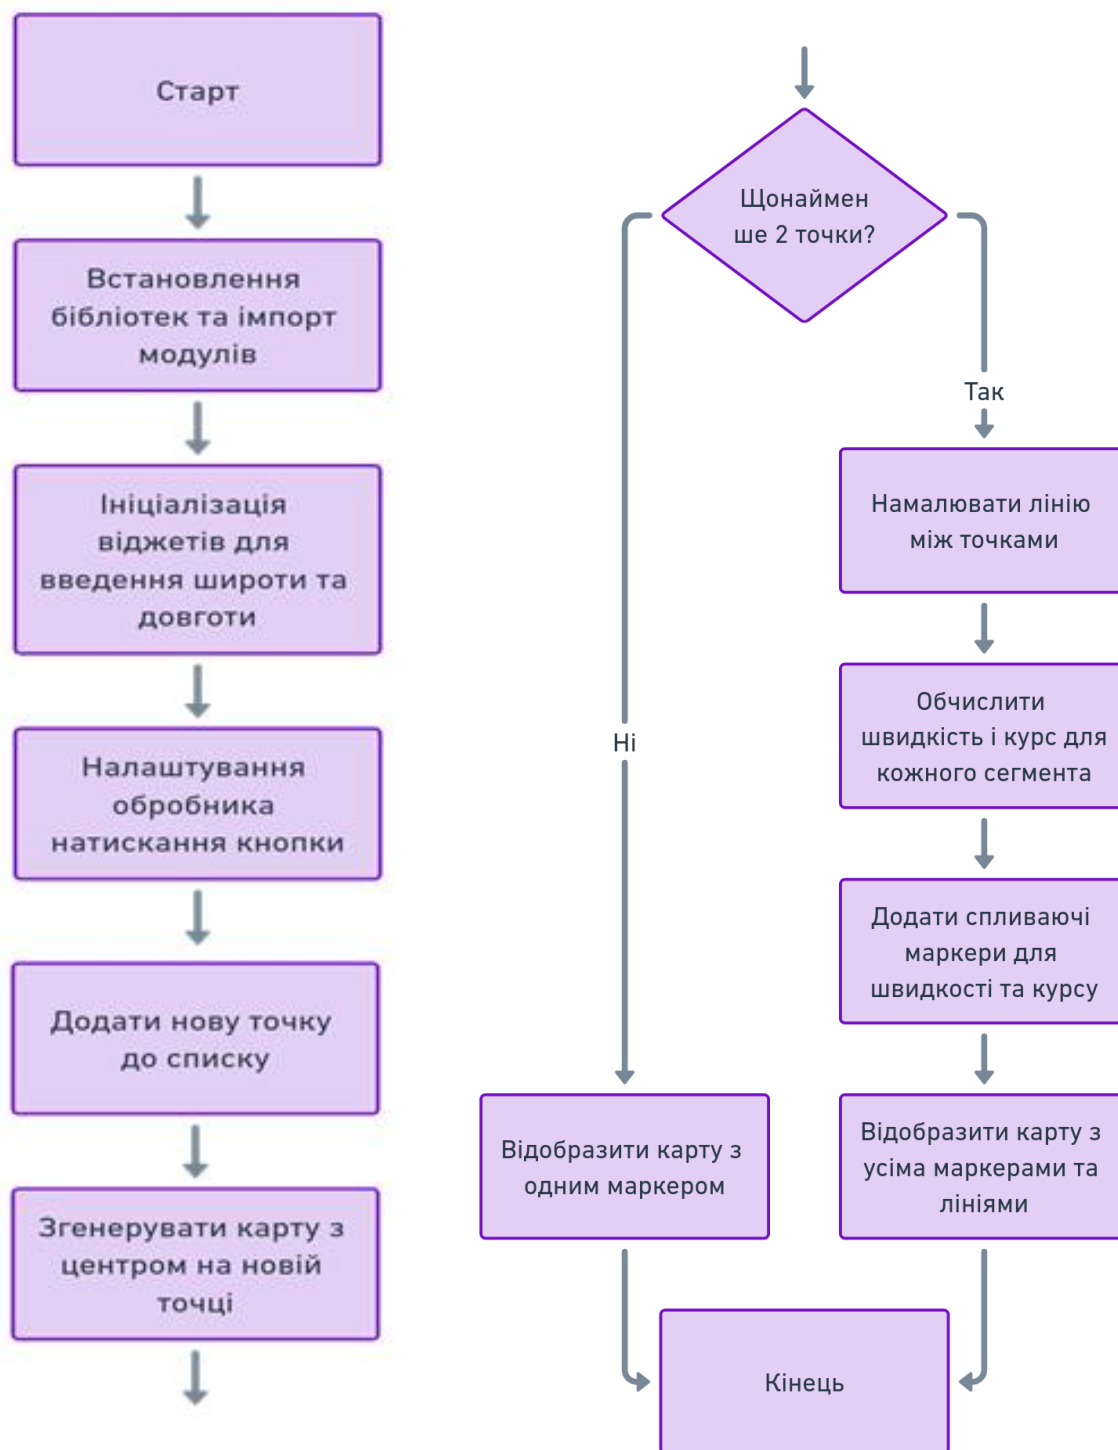 Старт
Встановлення
бібліотек та імпорт
модулів
Ініціалізація
віджетів для
введення широти та
довготи
Налаштування
обробника
натискання кнопки
Додати нову точку
до списку
Згенерувати карту з
центром на новій
точці
Щонаймен
ше 2 точки?
Так
Намалювати лінію
між точками
Обчислити
швидкість і курс для
кожного сегмента
Ні
Додати спливаючі
маркери для
швидкості та курсу
Відобразити карту з
одним маркером
Відобразити карту з
усіма маркерами та
лініями
Кінець